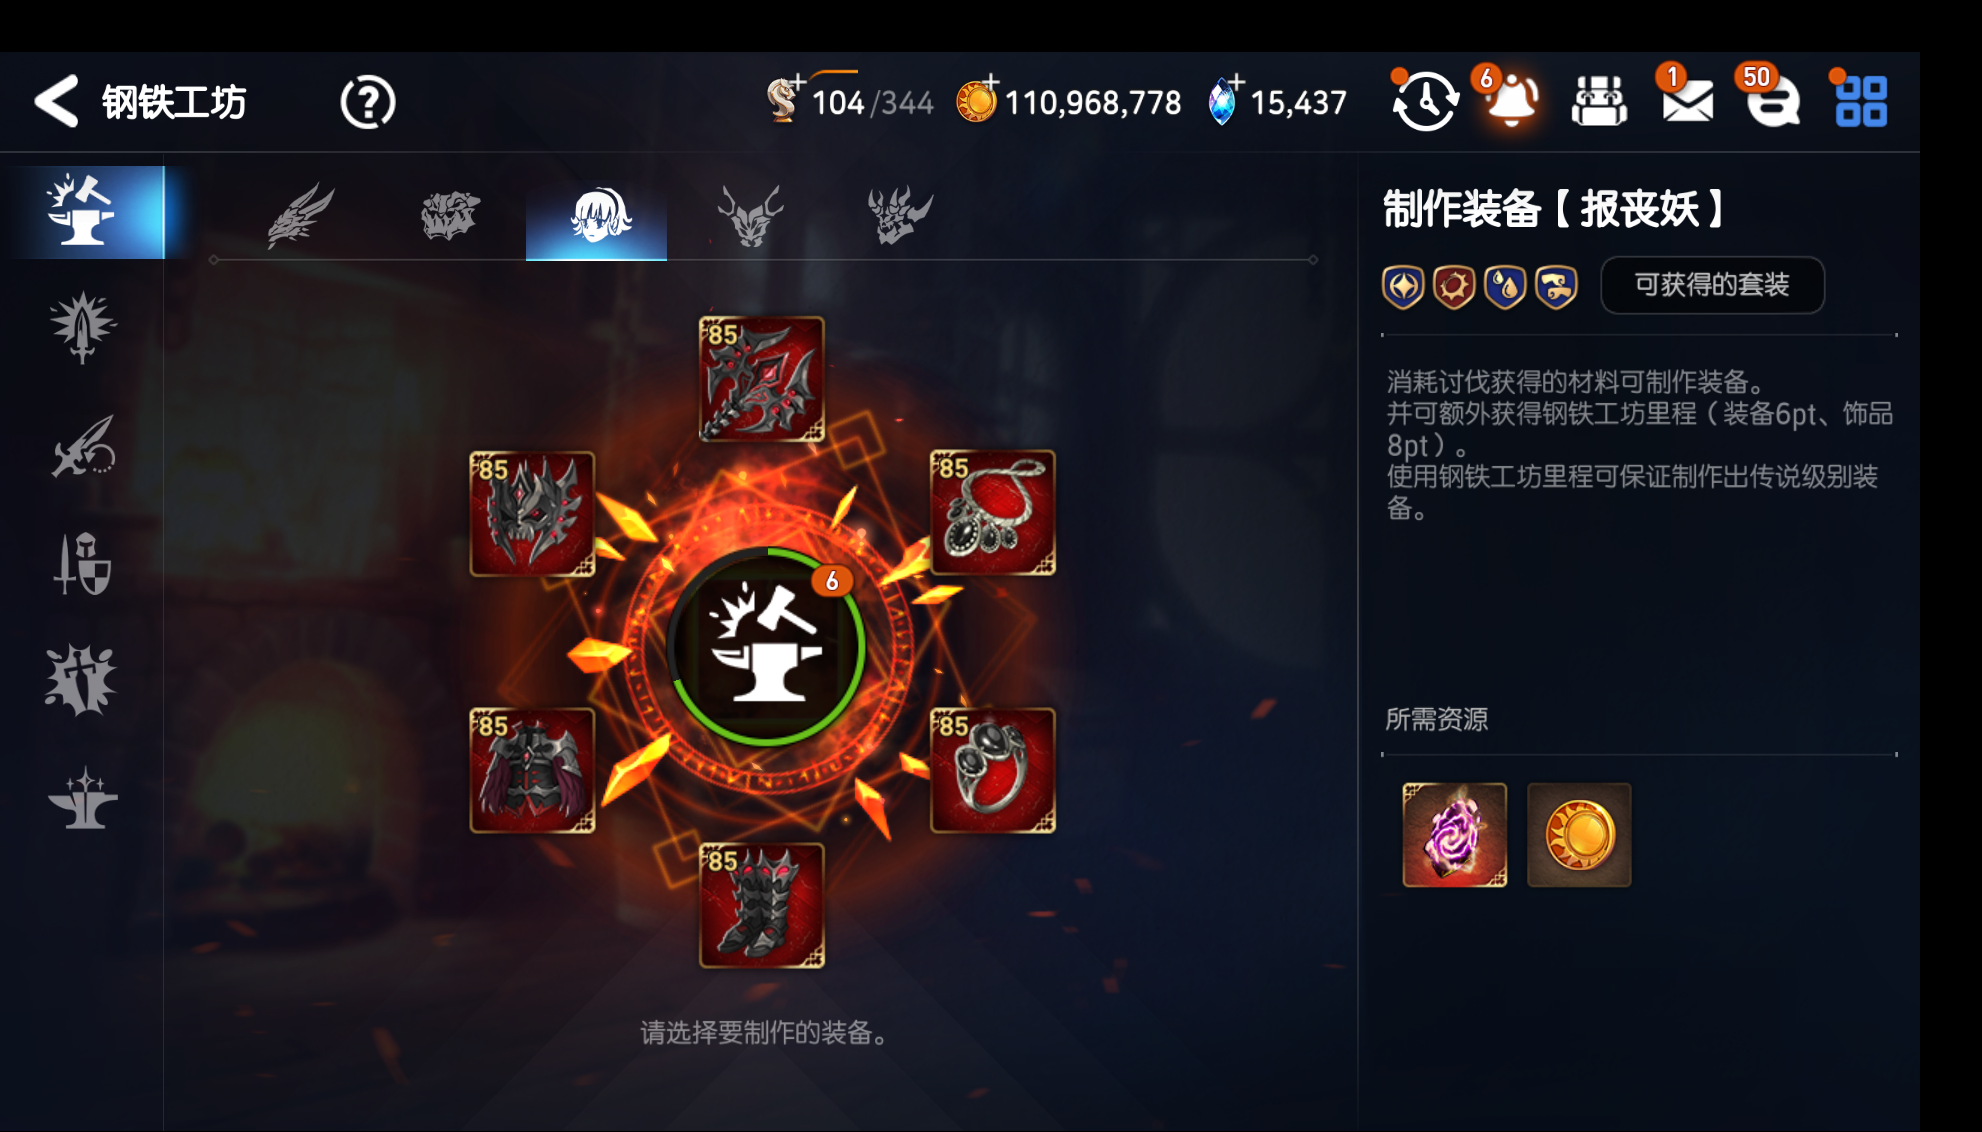 钢铁工坊
104/344
110,968,778
15,437
6
1
50
制作装备【报丧妖】
可获得的套装
消耗讨伐获得的材料可制作装备。
并可额外获得钢铁工坊里程（装备6pt、饰品
8pt）。
使用钢铁工坊里程可保证制作出传说级别装
备。
85
85
85
6
85
85
85
所需资源
请选择要制作的装备。